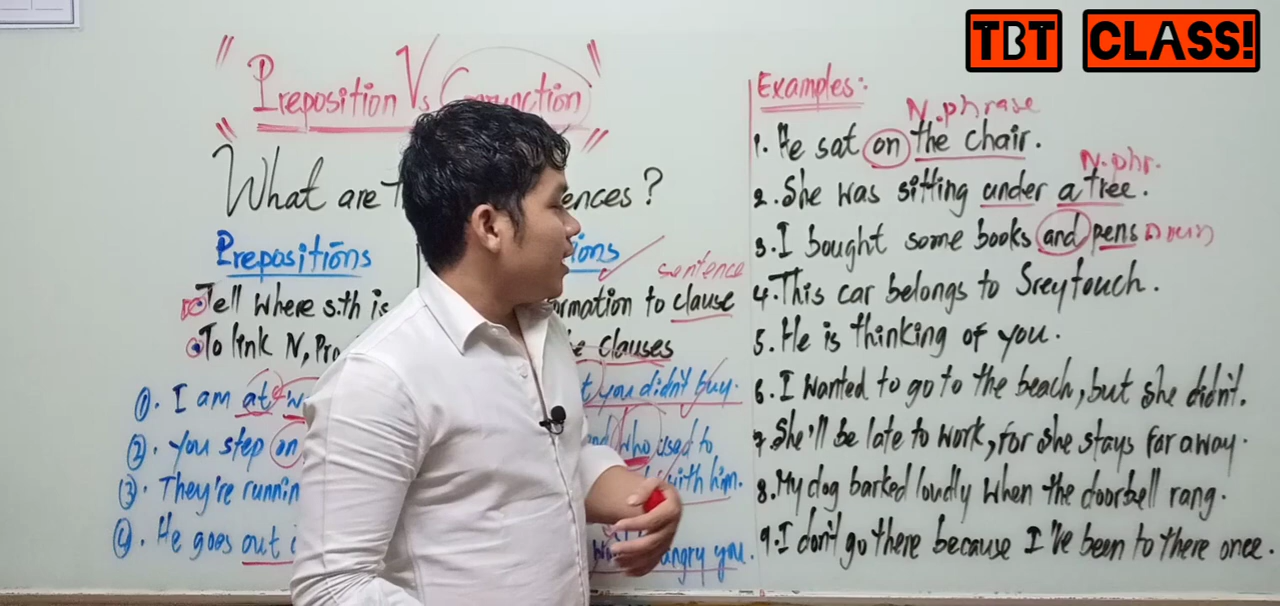 TBT CLASS!
" Preposition Vs Conjunction "
What are ences?
Prepositions ions
Tell where s.th is ormation to clause
sentence
To link N, Pro e clauses
①. I am at w t you didn't buy.
②. You step on and who used to
③. They're runnin with him.
④. He goes out angry you.
Examples:
N.phrase
1. He sat on the chair.
N.phr.
2. She was sitting under a tree.
3. I bought some books and pens noun
4. This car belongs to Sreytouch.
5. He is thinking of you.
6. I wanted to go to the beach, but she didn't.
7. She'll be late to work, for she stays far away.
8. My dog barked loudly when the doorbell rang.
9. I don't go there because I've been to there once.